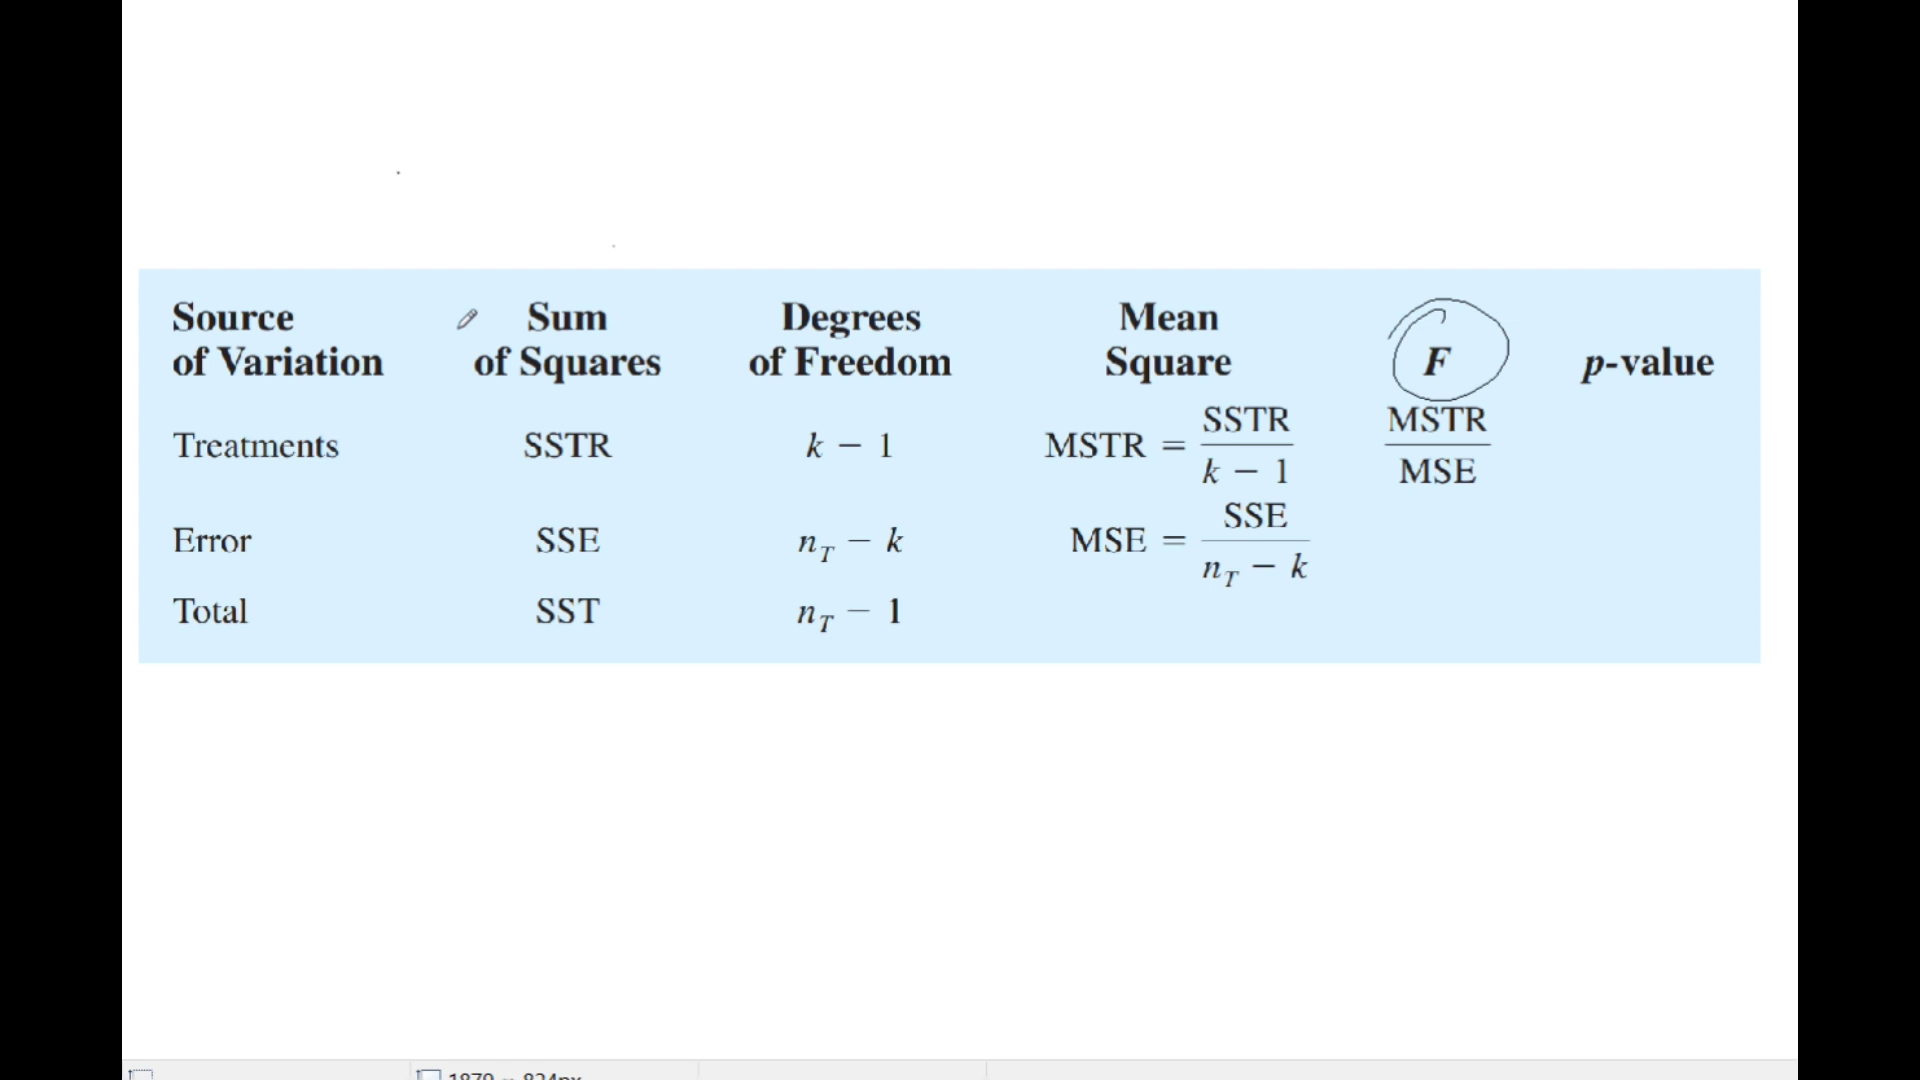 Source of Variation Sum of Squares Degrees of Freedom Mean Square F p-value
Treatments SSTR k − 1 MSTR = SSTR / k − 1 MSTR / MSE
Error SSE n_T − k MSE = SSE / n_T − k
Total SST n_T − 1